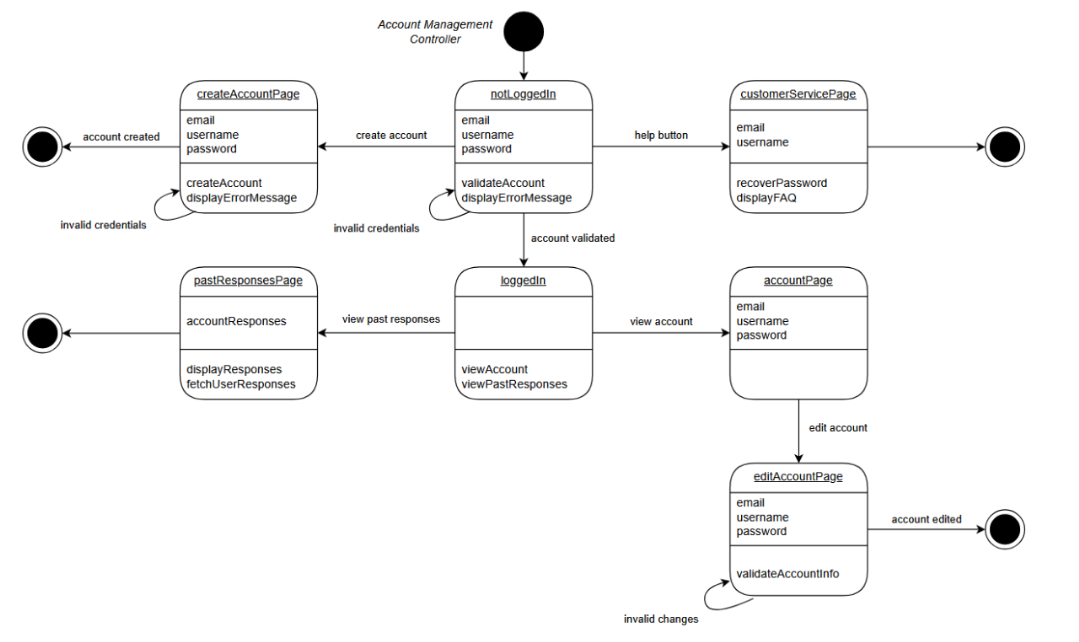 Account Management
Controller
createAccountPage
email
username
password
createAccount
displayErrorMessage
account created
invalid credentials
create account
notLoggedIn
email
username
password
validateAccount
displayErrorMessage
invalid credentials
help button
customerServicePage
email
username
recoverPassword
displayFAQ
account validated
pastResponsesPage
accountResponses
displayResponses
fetchUserResponses
view past responses
loggedIn
viewAccount
viewPastResponses
view account
accountPage
email
username
password
edit account
editAccountPage
email
username
password
validateAccountInfo
account edited
invalid changes